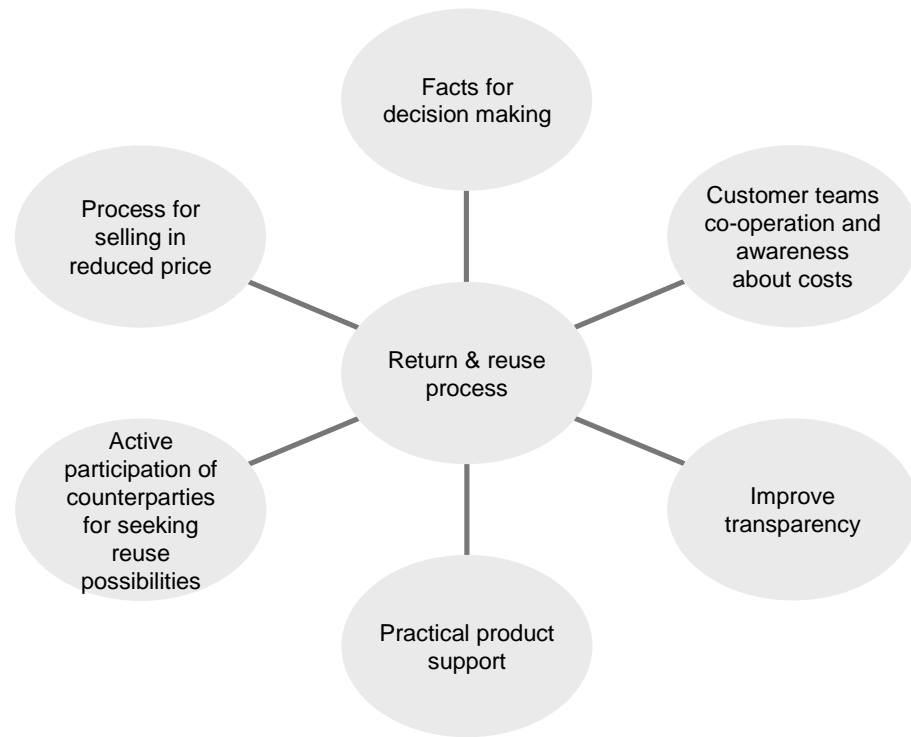 Facts for
decision making
Process for
selling in
reduced price
Customer teams
co-operation and
awareness
about costs
Return & reuse
process
Active
participation of
counterparties
for seeking
reuse
possibilities
Improve
transparency
Practical product
support